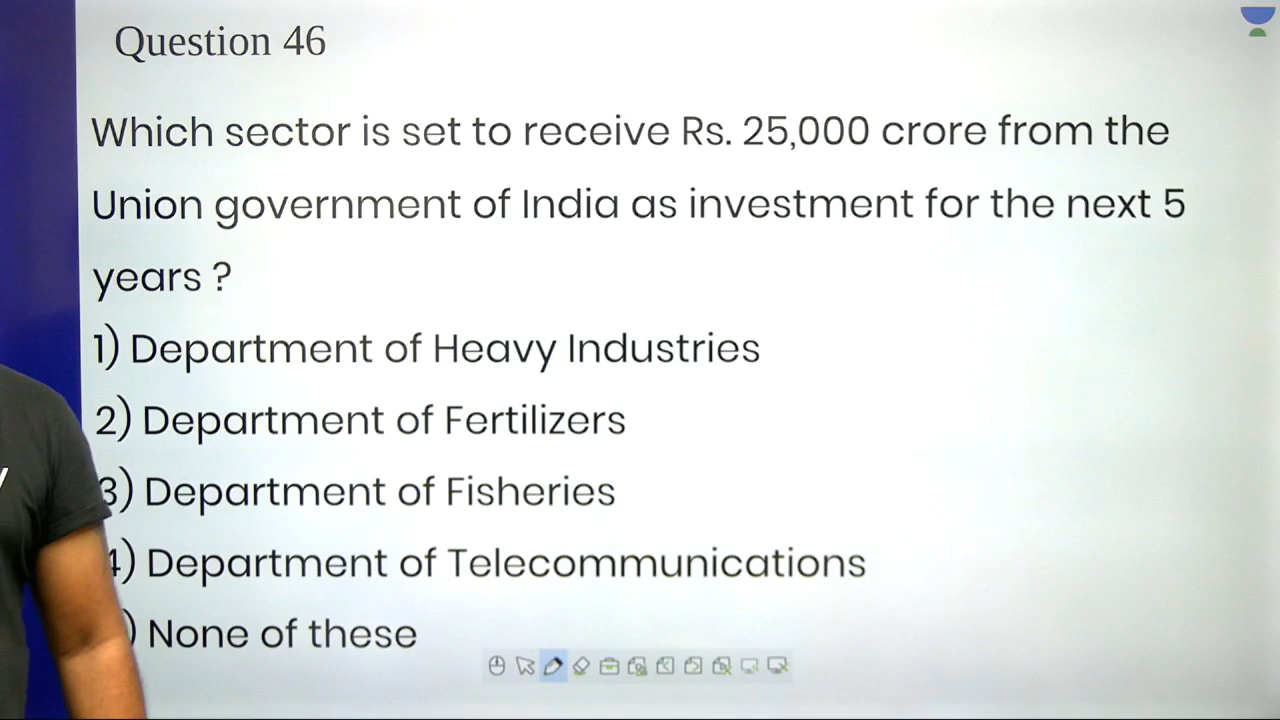 Question 46
Which sector is set to receive Rs. 25,000 crore from the
Union government of India as investment for the next 5
years ?
1) Department of Heavy Industries
2) Department of Fertilizers
3) Department of Fisheries
4) Department of Telecommunications
) None of these